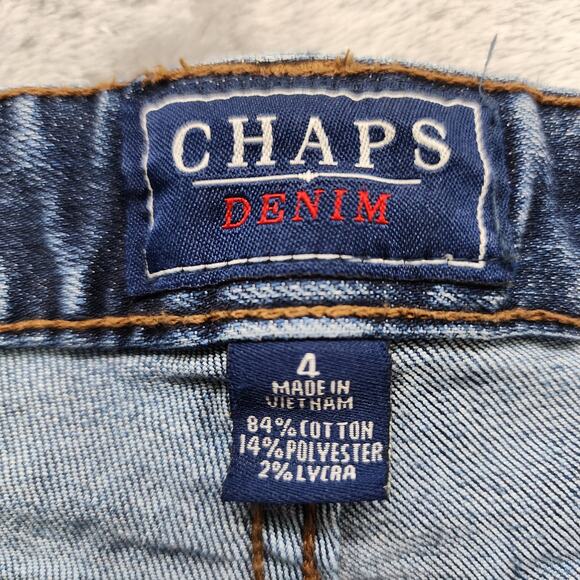 CHAPS
DENIM
4
MADE IN
VIETNAM
84% COTTON
14% POLYESTER
2% LYCRA